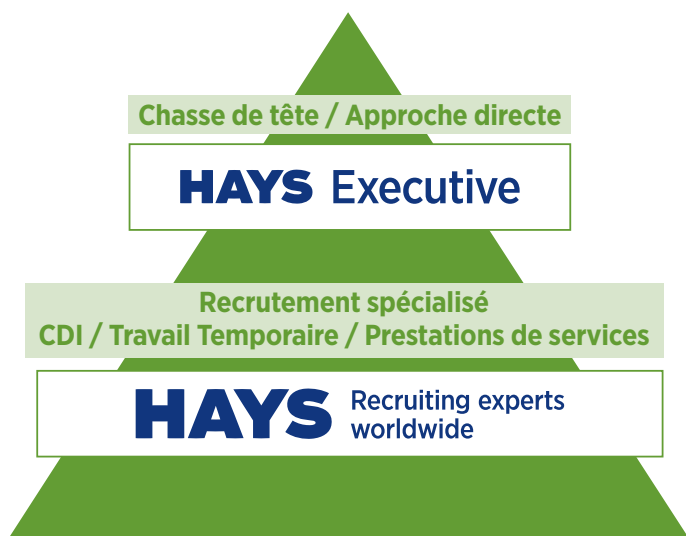 Chasse de tête / Approche directe
HAYS Executive
Recrutement spécialisé
CDI / Travail Temporaire / Prestations de services
HAYS Recruiting experts
worldwide